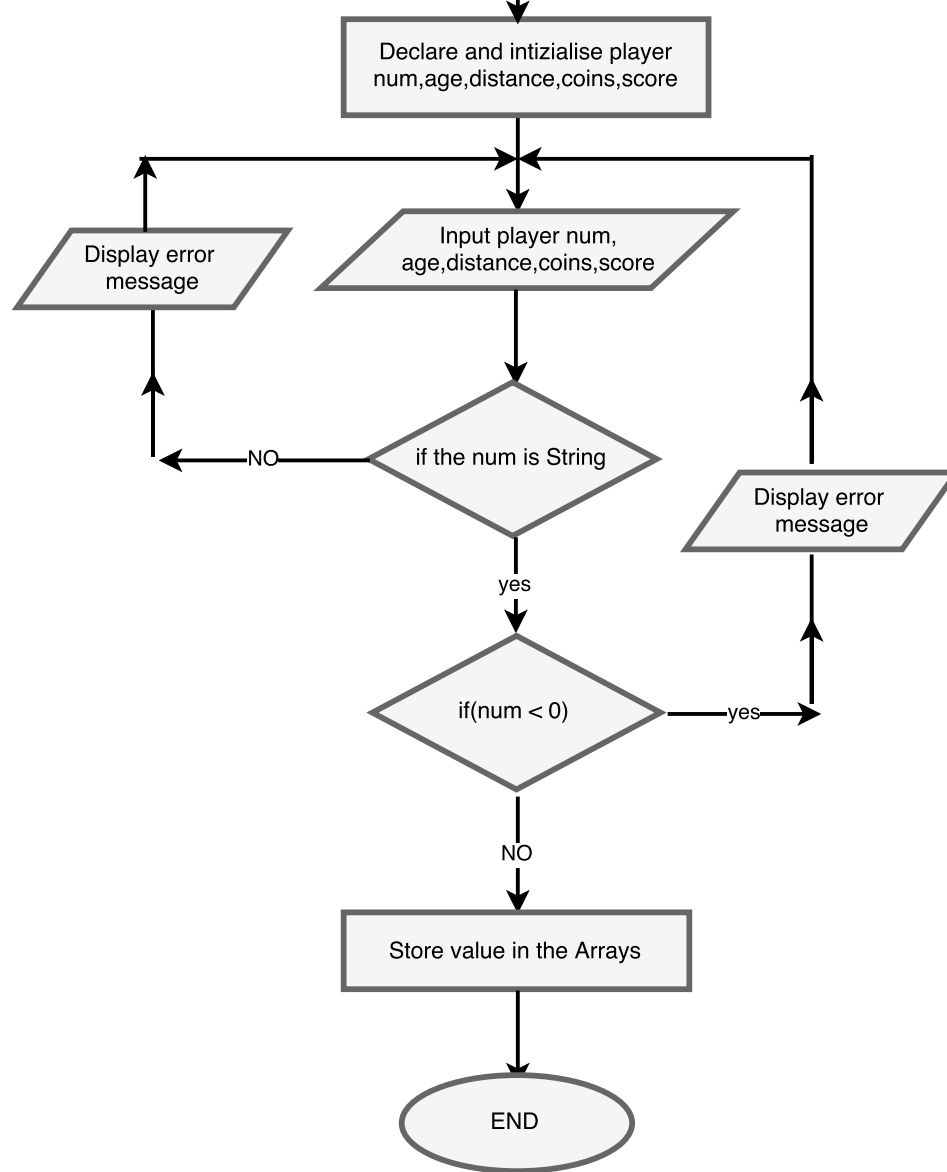 Declare and intizialise player
num,age,distance,coins,score
Display error
message
Input player num,
age,distance,coins,score
if the num is String
NO
Display error
message
yes
if(num < 0)
yes
NO
Store value in the Arrays
END